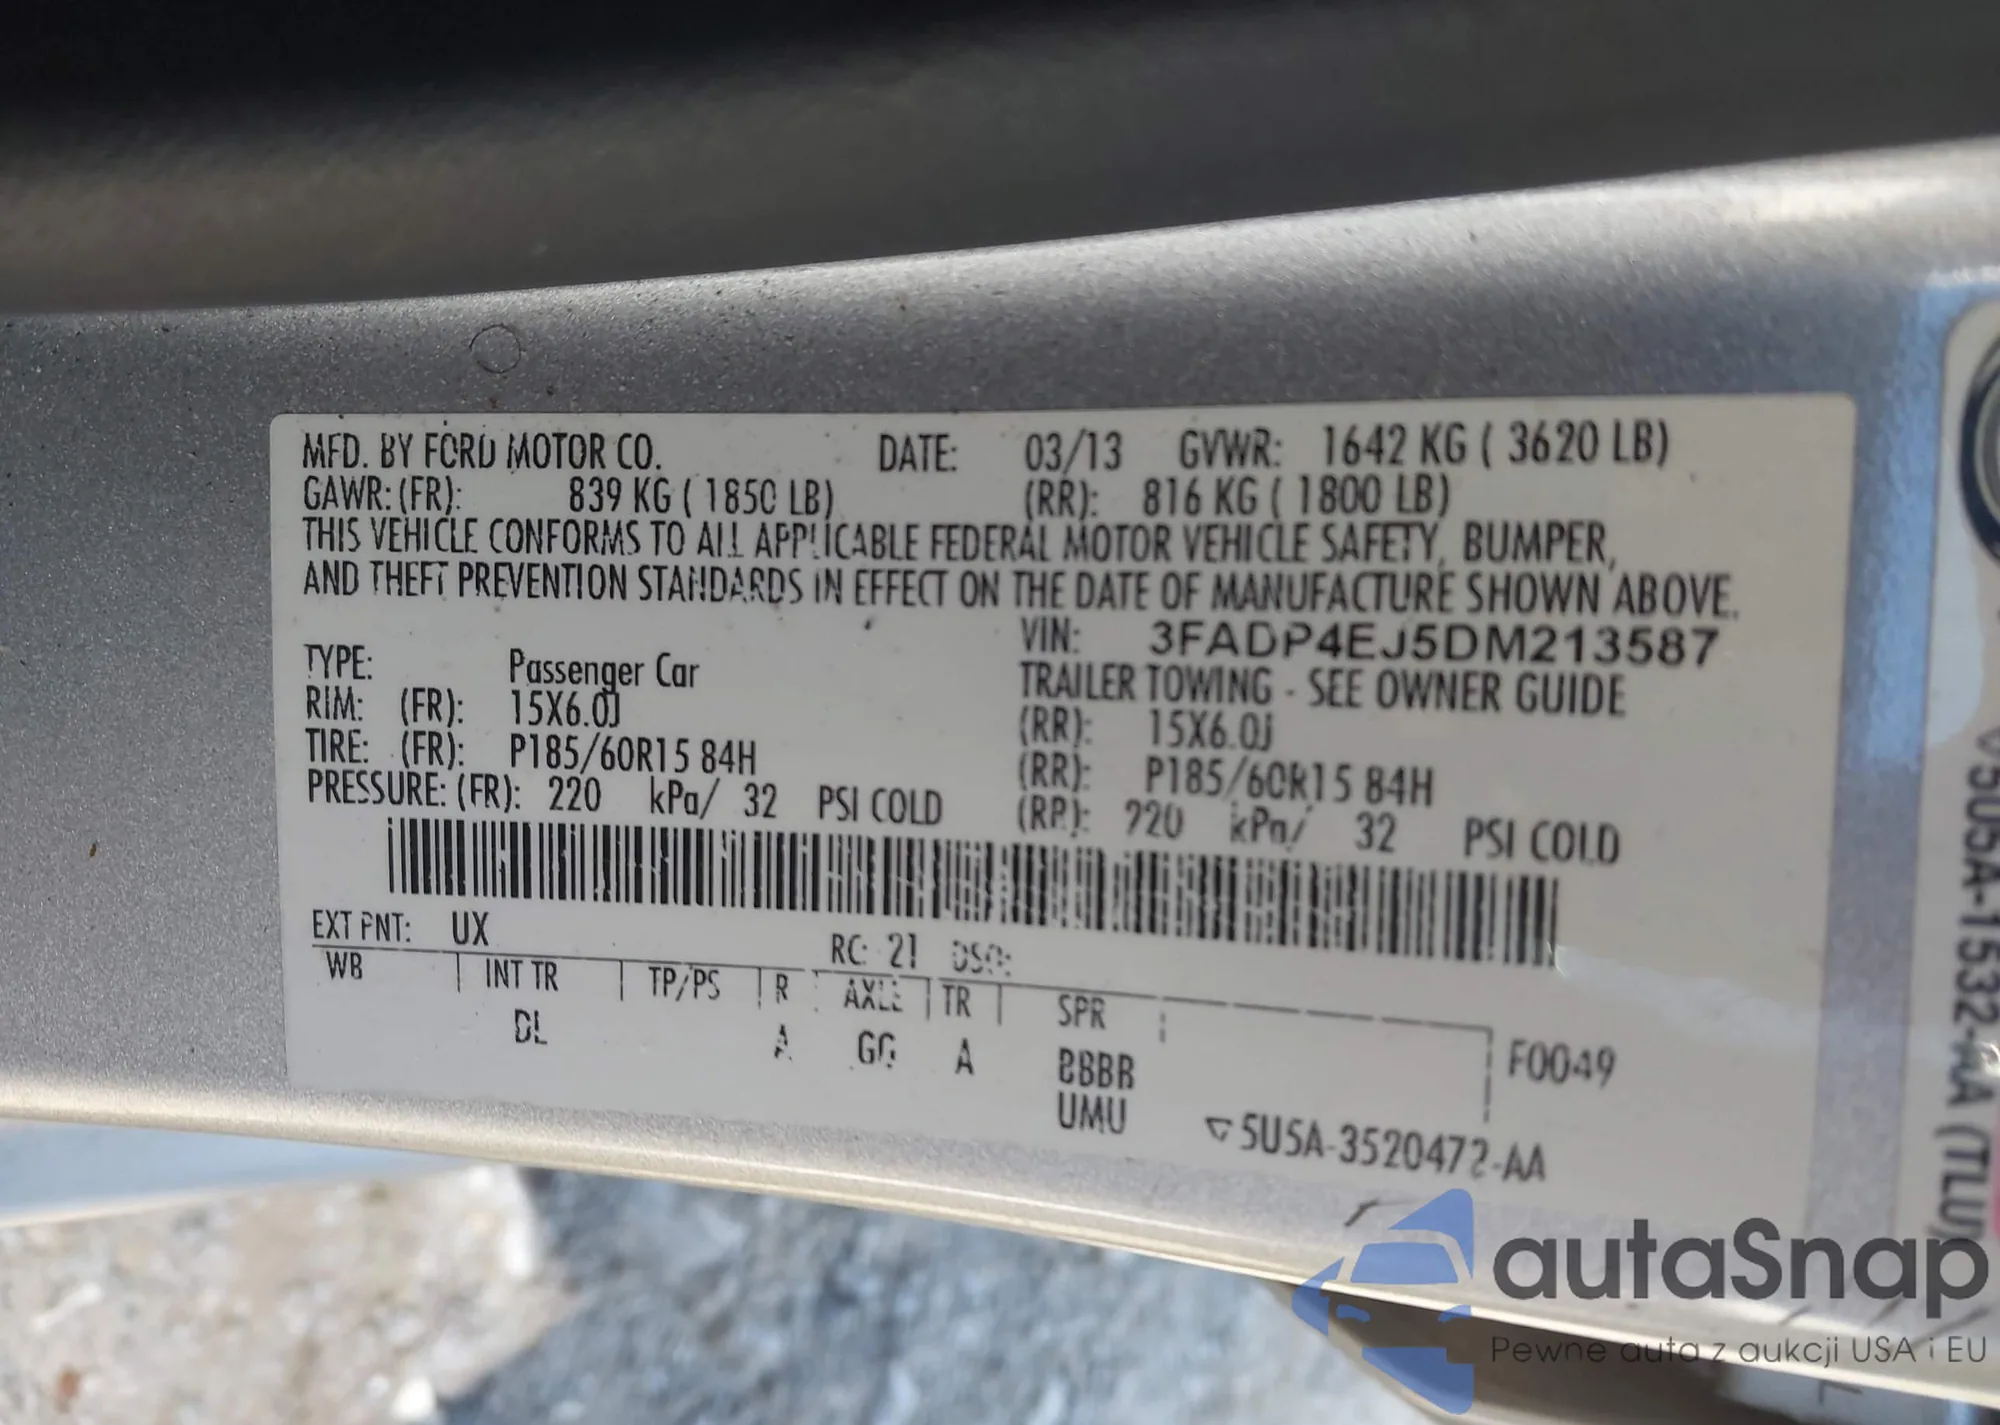 MFD. BY FORD MOTOR CO. DATE: 03/13 GVWR: 1642 KG ( 3620 LB)
GAWR: (FR): 839 KG ( 1850 LB) (RR): 816 KG ( 1800 LB)
THIS VEHICLE CONFORMS TO ALL APPLICABLE FEDERAL MOTOR VEHICLE SAFETY, BUMPER,
AND THEFT PREVENTION STANDARDS IN EFFECT ON THE DATE OF MANUFACTURE SHOWN ABOVE.
VIN: 3FADP4EJ5DM213587
TYPE: Passenger Car TRAILER TOWING - SEE OWNER GUIDE
RIM: (FR): 15X6.0J (RR): 15X6.0J
TIRE: (FR): P185/60R15 84H (RR): P185/60R15 84H
PRESSURE: (FR): 220 kPa/ 32 PSI COLD (RR): 220 kPa/ 32 PSI COLD
EXT PNT: UX RC: 21 DSO:
WB INT TR TP/PS R AXLE TR SPR
DL A GG A BBBR F0049
UMU
5U5A-3520472-AA
autaSnap
Pewne auta z aukcji USA i EU